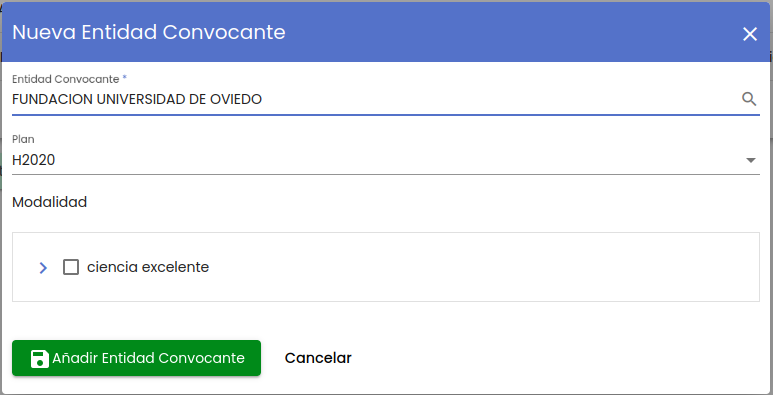 Nueva Entidad Convocante
Entidad Convocante *
FUNDACION UNIVERSIDAD DE OVIEDO
Plan
H2020
Modalidad
ciencia excelente
Añadir Entidad Convocante
Cancelar